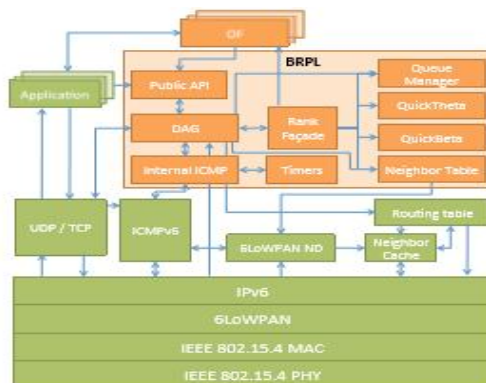 OF
BRPL
Public API
Queue
Manager
Application
QuickTheta
DAG
Rank
Façade
QuickBeta
Internal ICMP
Timers
Neighbor Table
UDP / TCP
ICMPv6
Routing table
6LoWPAN ND
Neighbor
Cache
IPv6
6LoWPAN
IEEE 802.15.4 MAC
IEEE 802.15.4 PHY